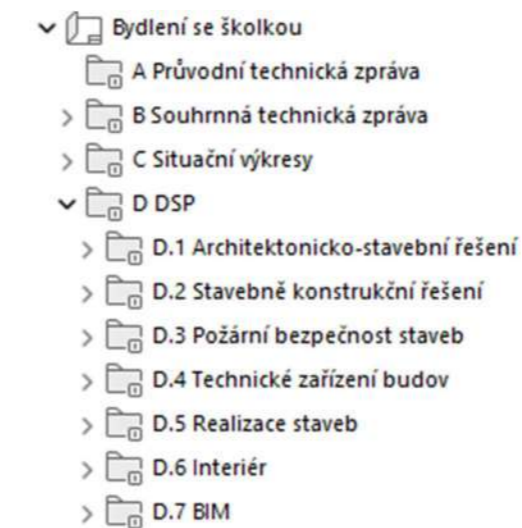 Bydlení se školkou
A Průvodní technická zpráva
B Souhrnná technická zpráva
C Situační výkresy
D DSP
D.1 Architektonicko-stavební řešení
D.2 Stavebně konstrukční řešení
D.3 Požární bezpečnost staveb
D.4 Technické zařízení budov
D.5 Realizace staveb
D.6 Interiér
D.7 BIM